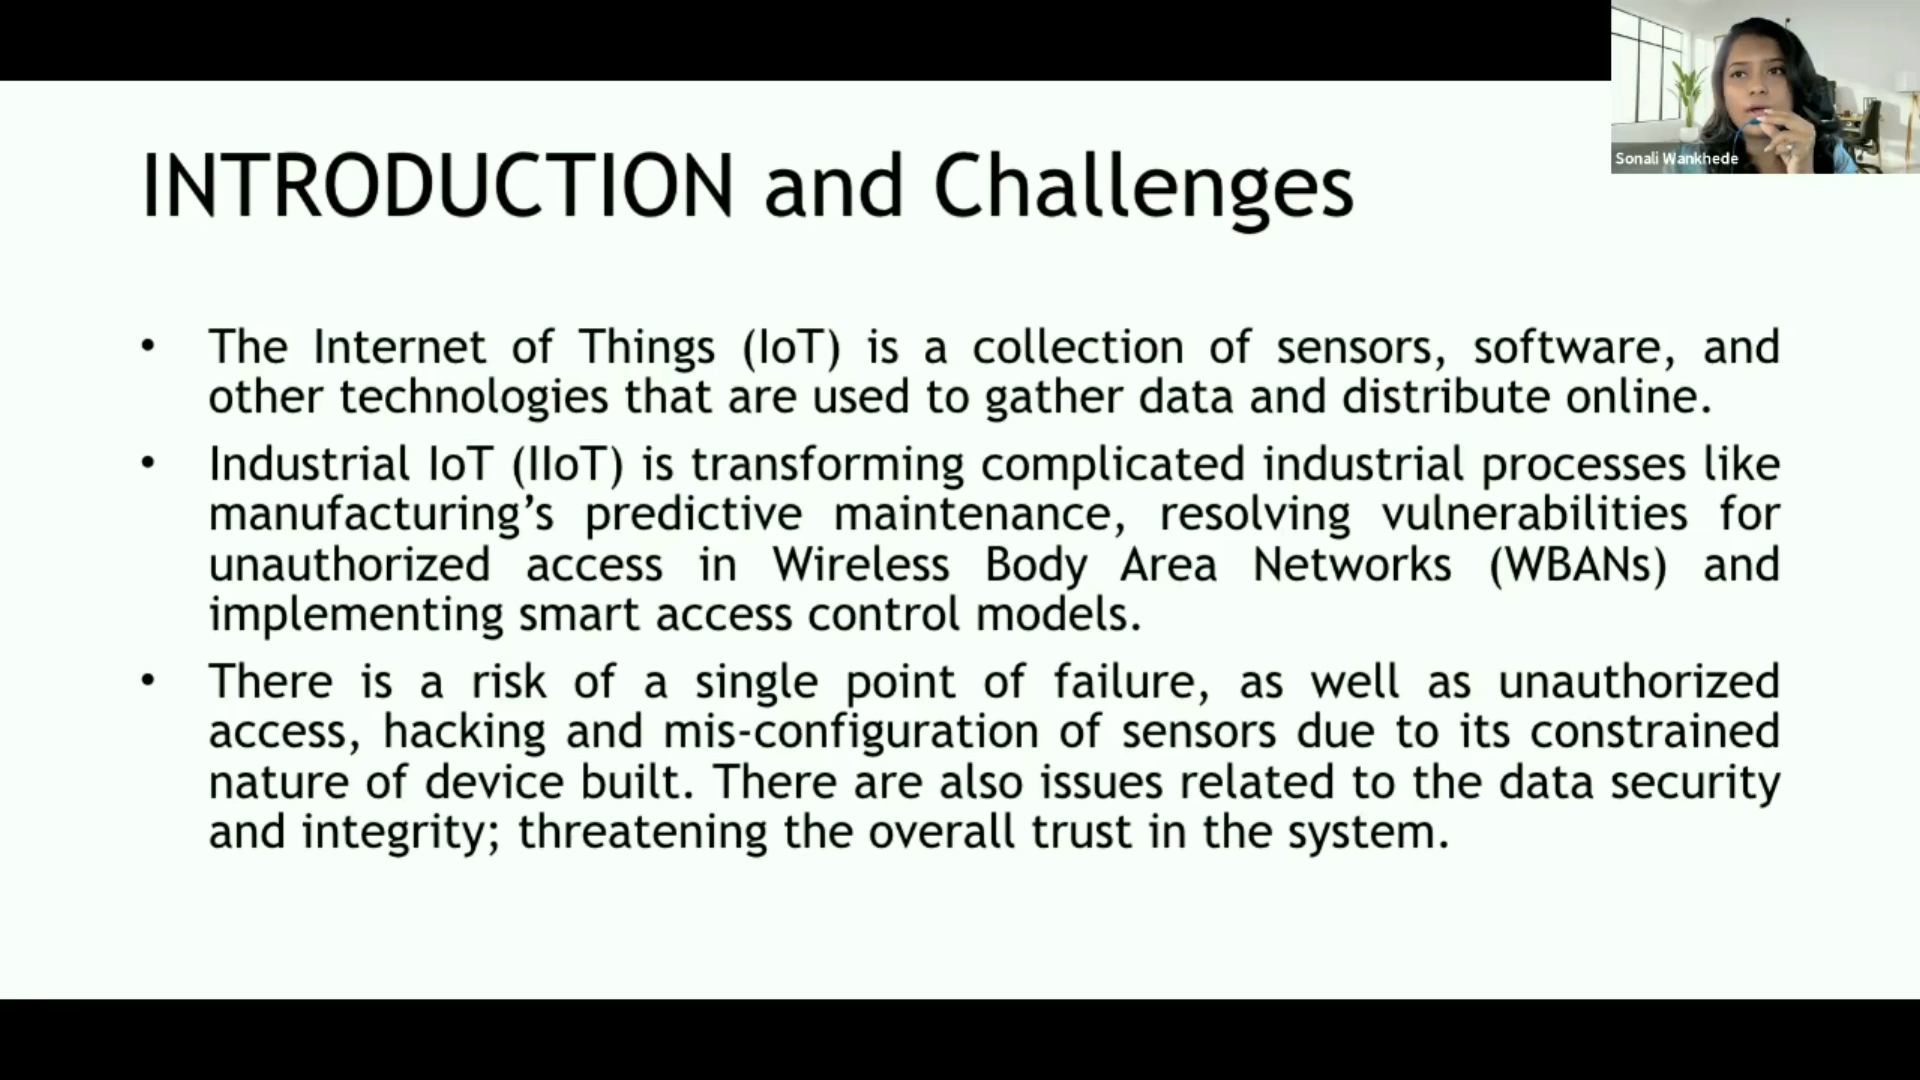 Sonali Wankhede
INTRODUCTION and Challenges
• The Internet of Things (IoT) is a collection of sensors, software, and
other technologies that are used to gather data and distribute online.
• Industrial IoT (IIoT) is transforming complicated industrial processes like
manufacturing’s predictive maintenance, resolving vulnerabilities for
unauthorized access in Wireless Body Area Networks (WBANs) and
implementing smart access control models.
• There is a risk of a single point of failure, as well as unauthorized
access, hacking and mis-configuration of sensors due to its constrained
nature of device built. There are also issues related to the data security
and integrity; threatening the overall trust in the system.